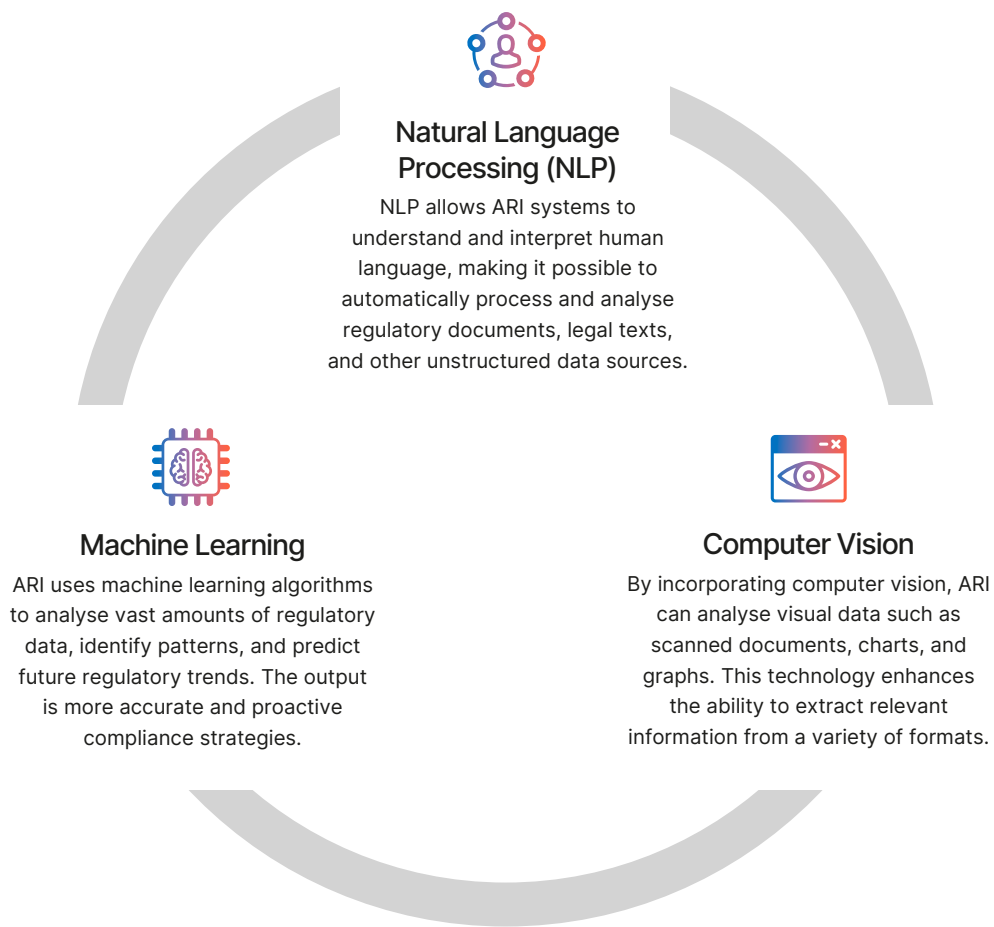 Natural Language
Processing (NLP)
NLP allows ARI systems to
understand and interpret human
language, making it possible to
automatically process and analyse
regulatory documents, legal texts,
and other unstructured data sources.
Machine Learning
ARI uses machine learning algorithms
to analyse vast amounts of regulatory
data, identify patterns, and predict
future regulatory trends. The output
is more accurate and proactive
compliance strategies.
Computer Vision
By incorporating computer vision, ARI
can analyse visual data such as
scanned documents, charts, and
graphs. This technology enhances
the ability to extract relevant
information from a variety of formats.